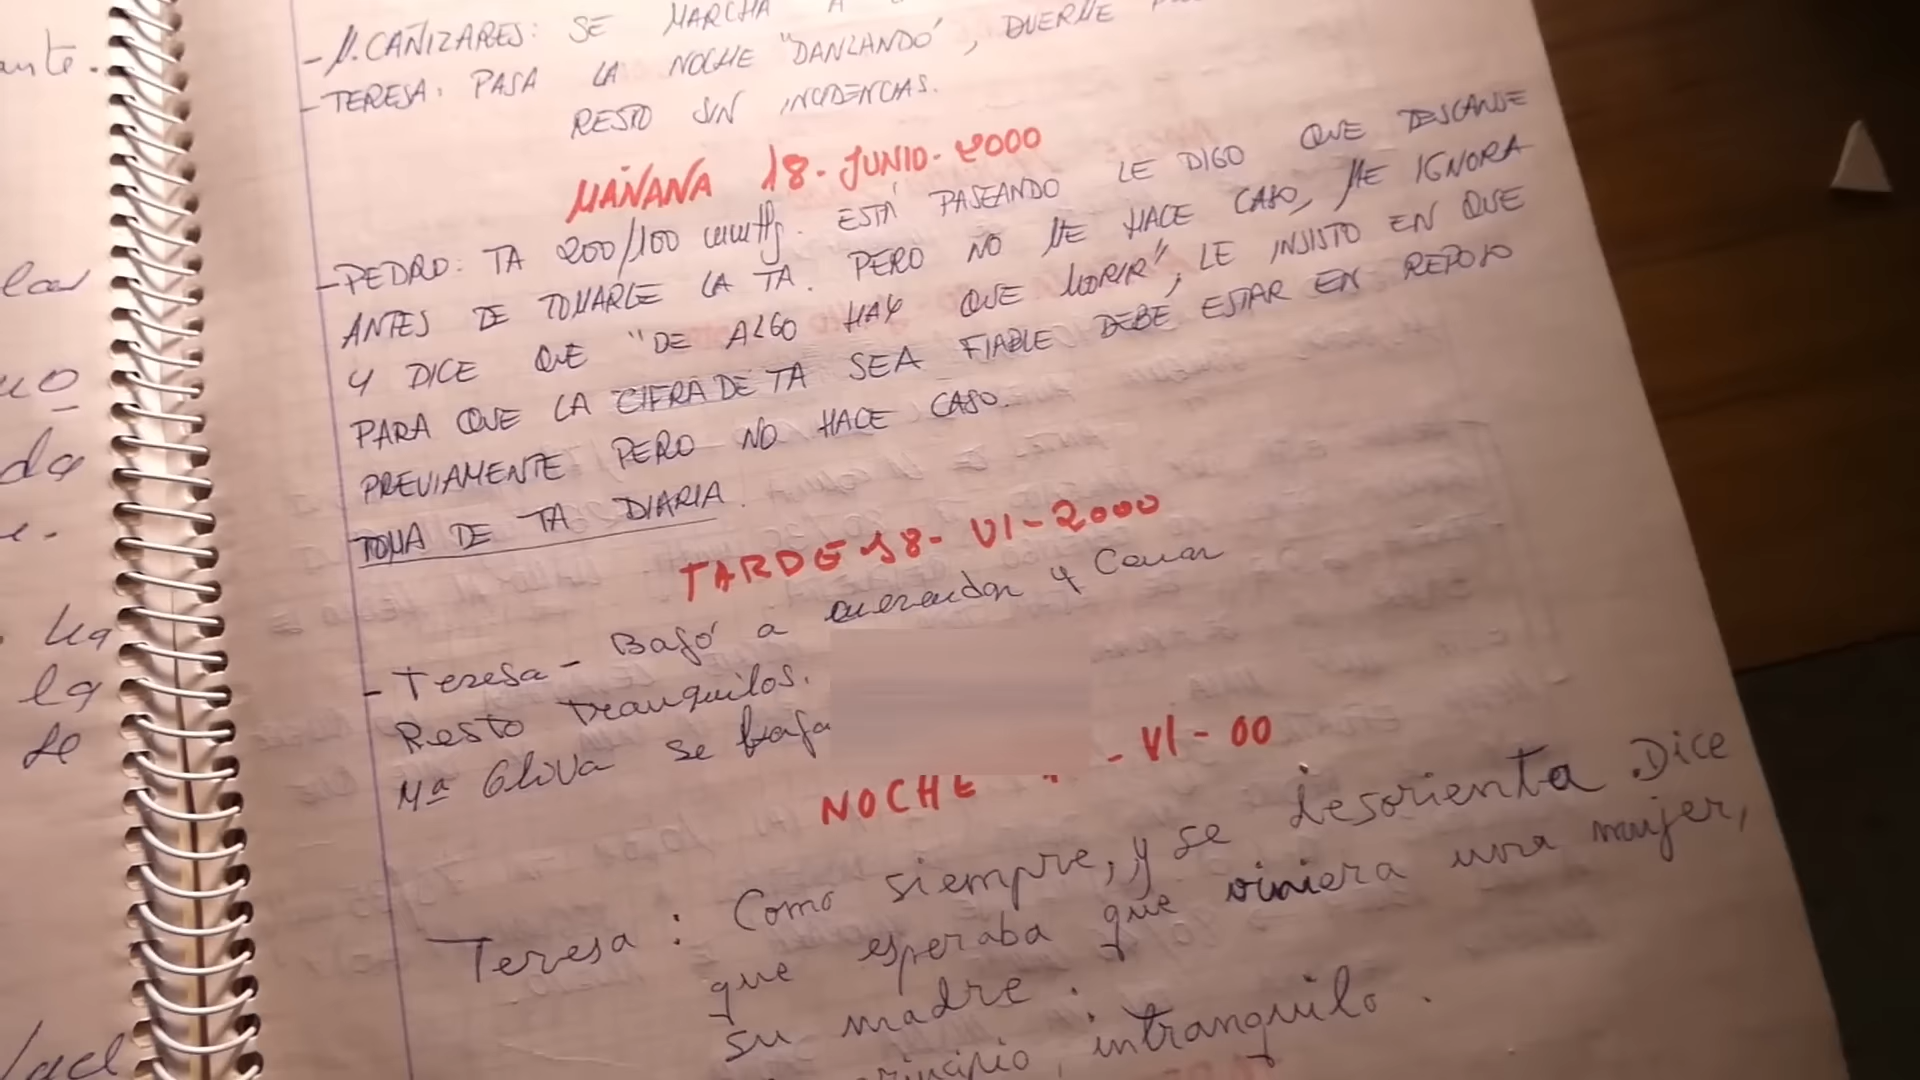 ante.
- M. CAÑIZARES: SE MARCHA A
- TERESA: PASA LA NOCHE "DANZANDO", DUERME
RESTO SIN INCIDENCIAS.
MAÑANA 18-JUNIO-2000
- PEDRO: TA 200/100 mmHg. ESTÁ PASEANDO LE DIGO QUE DESCANSE
ANTES DE TOMARLE LA TA. PERO NO ME HACE CASO, ME IGNORA
Y DICE QUE "DE ALGO HAY QUE MORIR", LE INSISTO EN QUE
PARA QUE LA CIFRA DE TA SEA FIABLE DEBE ESTAR EN REPOSO
PREVIAMENTE PERO NO HACE CASO.
TOMA DE TA DIARIA.
TARDE 18-VI-2000
- Teresa - Bajó a merendar y Cenar
Resto tranquilos.
Mª Oliva se baja
NOCHE - VI - 00
Teresa: Como siempre, y se desorienta. Dice
que esperaba que viniera una mujer,
su madre.
principio, intranquilo.